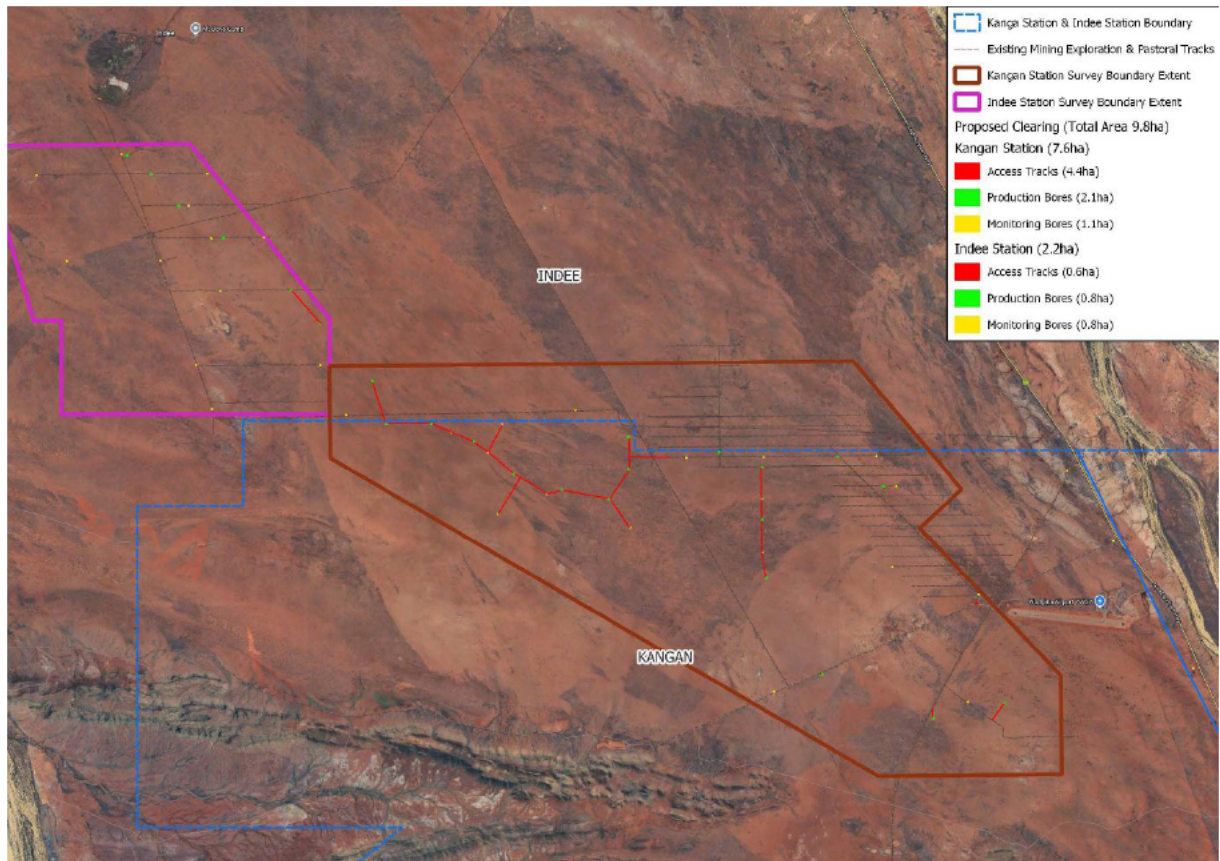 Kanga Station & Indee Station Boundary
Existing Mining Exploration & Pastoral Tracks
Kangan Station Survey Boundary Extent
Indee Station Survey Boundary Extent
Proposed Clearing (Total Area 9.8ha)
Kangan Station (7.6ha)
Access Tracks (4.4ha)
Production Bores (2.1ha)
Monitoring Bores (1.1ha)
Indee Station (2.2ha)
Access Tracks (0.6ha)
Production Bores (0.8ha)
Monitoring Bores (0.8ha)
Indee
Camp
INDEE
KANGAN